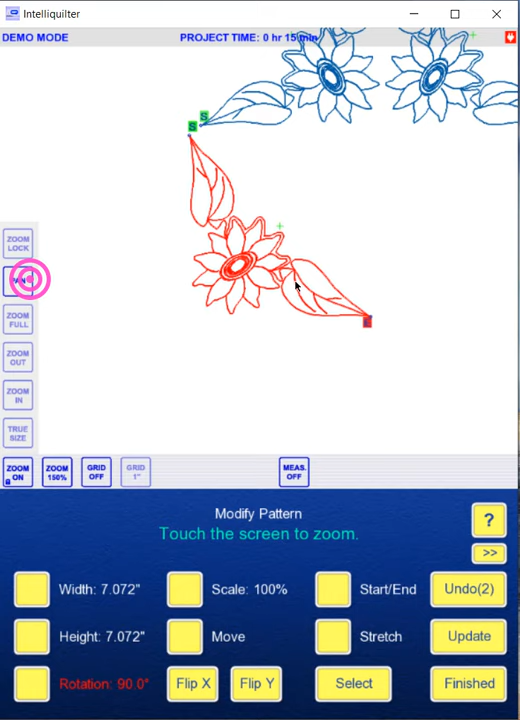 Intelliquilter
DEMO MODE
PROJECT TIME: 0 hr 15 min
S
S
ZOOM
LOCK
ZOOM
FULL
ZOOM
OUT
ZOOM
IN
TRUE
SIZE
ZOOM
ON
ZOOM
150%
GRID
OFF
GRID
1"
MEAS.
OFF
Modify Pattern
Touch the screen to zoom.
?
>>
Width: 7.072"
Scale: 100%
Start/End
Undo(2)
Height: 7.072"
Move
Stretch
Update
Rotation: 90.0°
Flip X
Flip Y
Select
Finished